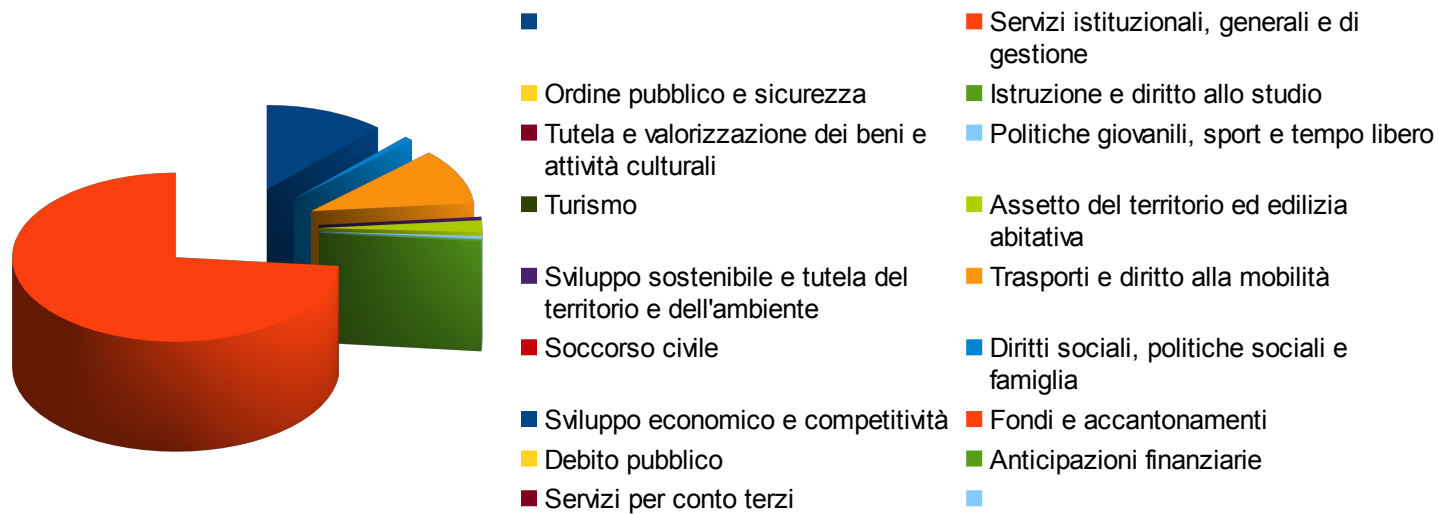 Servizi istituzionali, generali e di
gestione
Ordine pubblico e sicurezza
Istruzione e diritto allo studio
Tutela e valorizzazione dei beni e
attività culturali
Politiche giovanili, sport e tempo libero
Turismo
Assetto del territorio ed edilizia
abitativa
Sviluppo sostenibile e tutela del
territorio e dell'ambiente
Trasporti e diritto alla mobilità
Soccorso civile
Diritti sociali, politiche sociali e
famiglia
Sviluppo economico e competitività
Fondi e accantonamenti
Debito pubblico
Anticipazioni finanziarie
Servizi per conto terzi